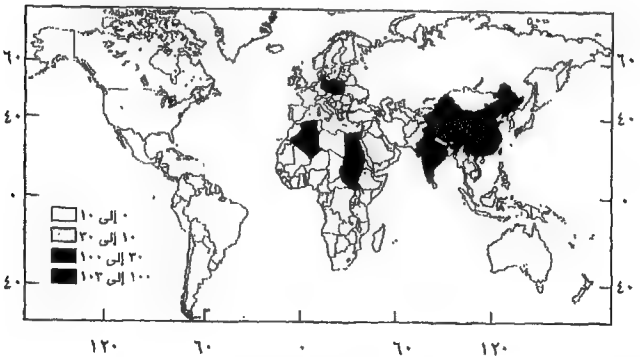 ٦٠ ٦٠
٤٠ ٤٠
٠ ٠
٠ إلى ١٠
١٠ إلى ٣٠
٣٠ إلى ١٠٠
١٠٠ إلى ١٠٣
٤٠ ٤٠
١٢٠ ٦٠ ٠ ٦٠ ١٢٠